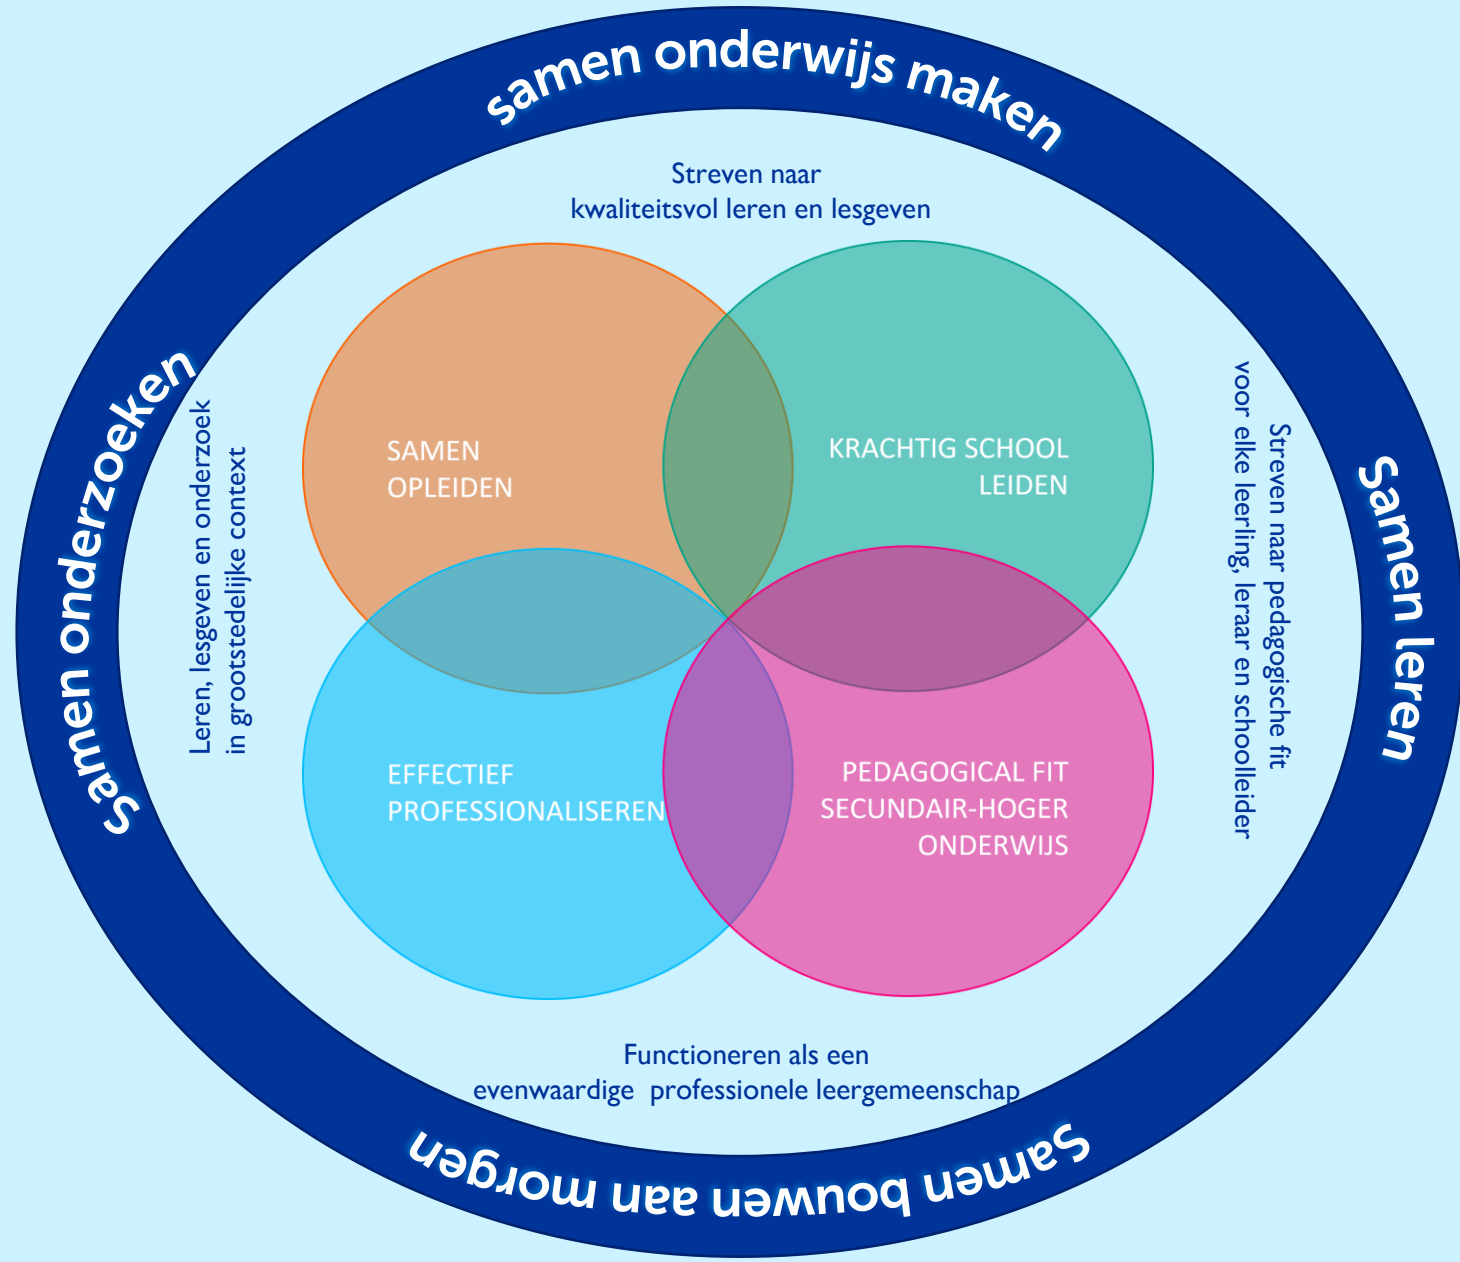 samen onderwijs maken
Streven naar
kwaliteitsvol leren en lesgeven
Samen onderzoeken
Leren, lesgeven en onderzoek
in grootstedelijke context
SAMEN
OPLEIDEN
KRACHTIG SCHOOL
LEIDEN
EFFECTIEF
PROFESSIONALISEREN
PEDAGOGICAL FIT
SECUNDAIR-HOGER
ONDERWIJS
Streven naar pedagogische fit
voor elke leerling, leraar en schoolleider
Samen leren
Functioneren als een
evenwaardige  professionele leergemeenschap
Samen bouwen aan morgen